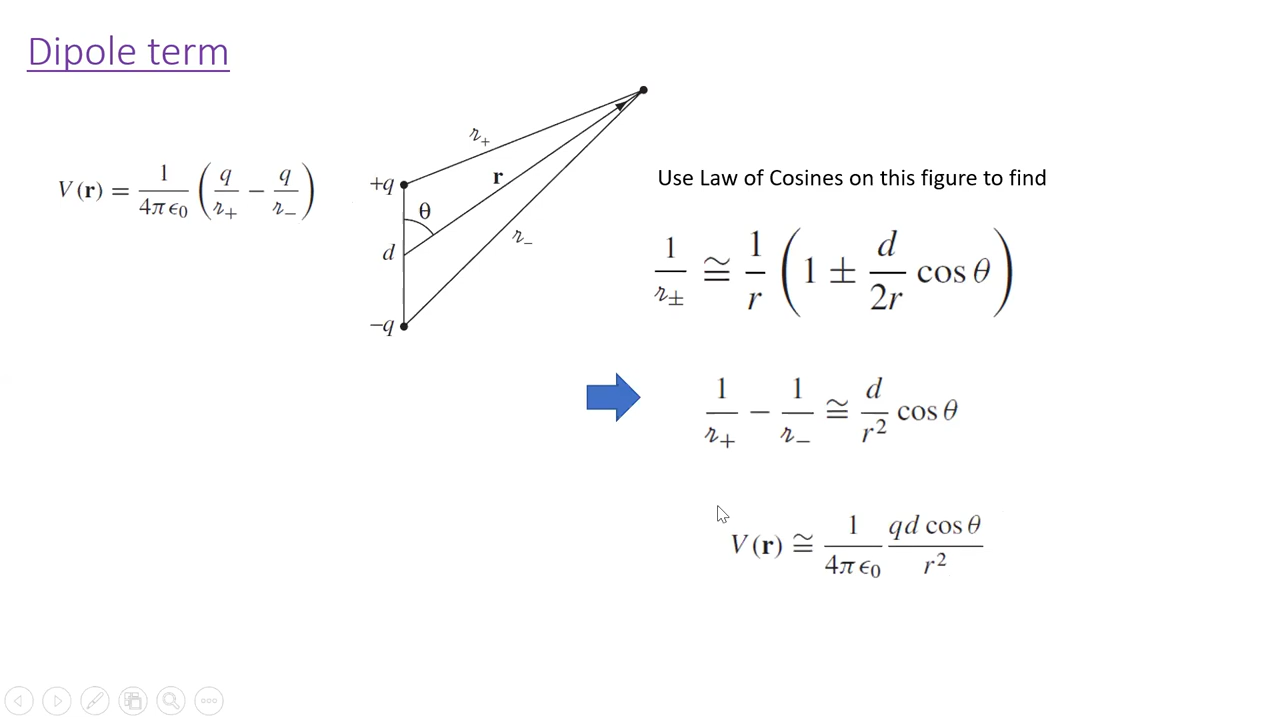 Dipole term
V(r) = 1/(4πϵ₀) (q/𝓇₊ − q/𝓇₋)
𝓇₊
+q
r
θ
d
𝓇₋
−q
Use Law of Cosines on this figure to find
1/𝓇± ≅ 1/r (1 ± d/2r cos θ)
1/𝓇₊ − 1/𝓇₋ ≅ d/r² cos θ
V(r) ≅ 1/(4πϵ₀) qd cos θ/r²